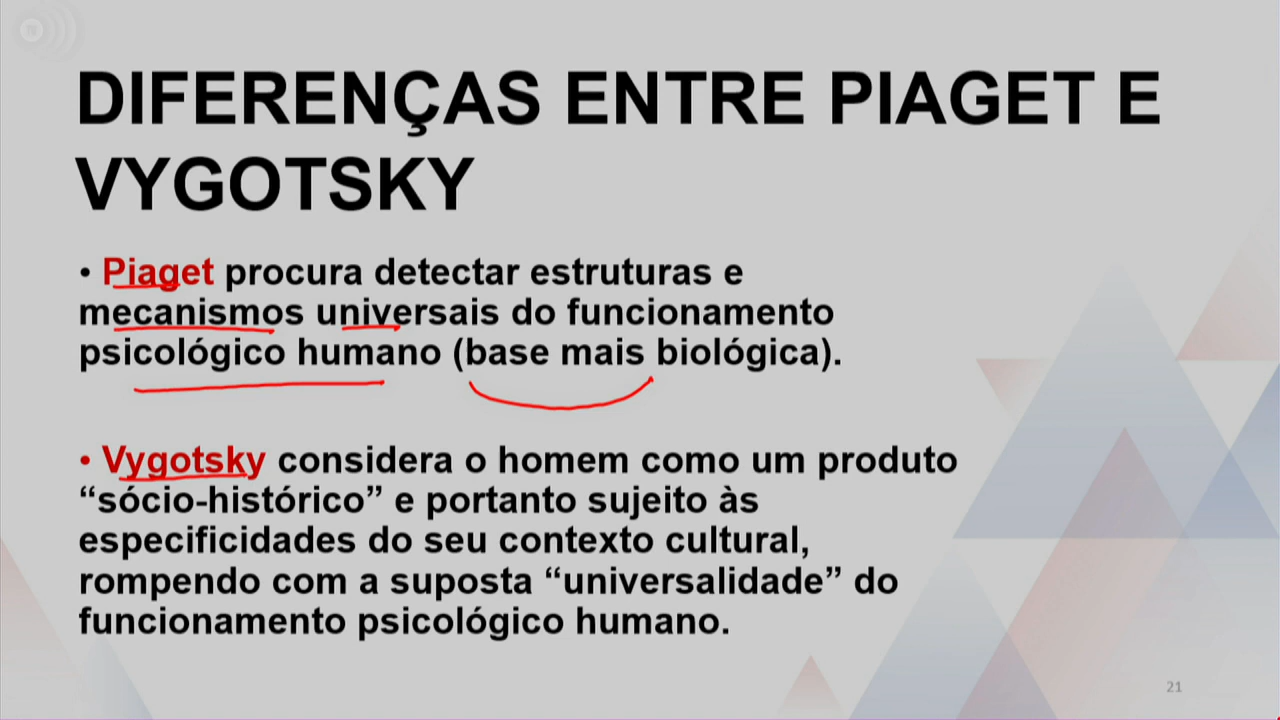 DIFERENÇAS ENTRE PIAGET E
VYGOTSKY
• Piaget procura detectar estruturas e
mecanismos universais do funcionamento
psicológico humano (base mais biológica).
• Vygotsky considera o homem como um produto
“sócio-histórico” e portanto sujeito às
especificidades do seu contexto cultural,
rompendo com a suposta “universalidade” do
funcionamento psicológico humano.
21